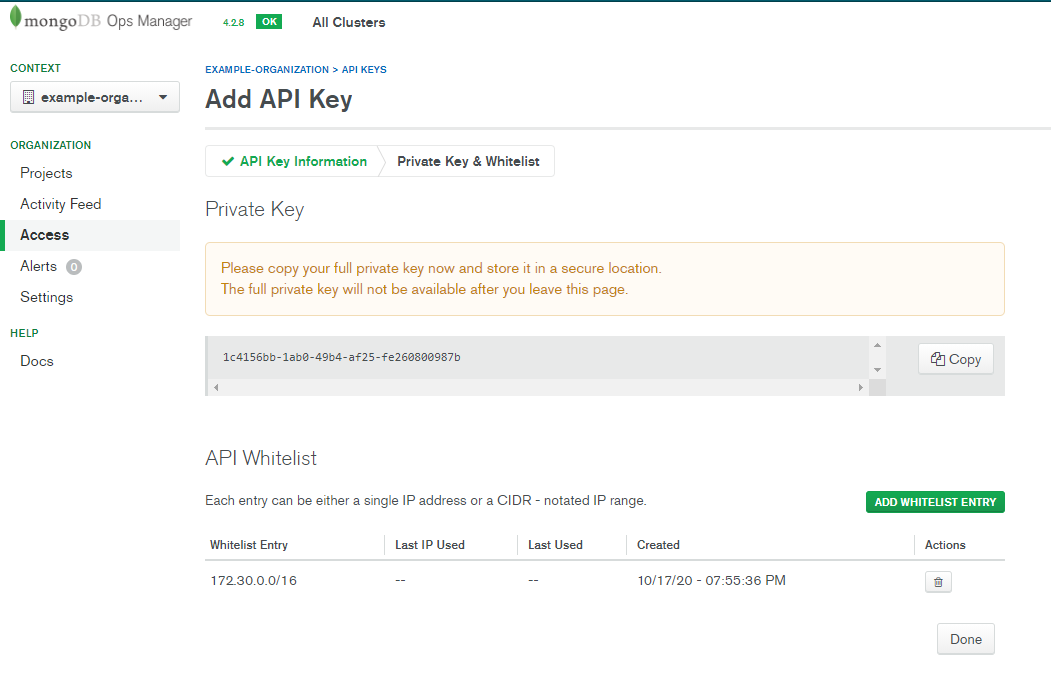 mongoDB Ops Manager 4.2.8 OK All Clusters
CONTEXT
example-orga...
ORGANIZATION
Projects
Activity Feed
Access
Alerts 0
Settings
HELP
Docs
EXAMPLE-ORGANIZATION > API KEYS
Add API Key
API Key Information Private Key & Whitelist
Private Key
Please copy your full private key now and store it in a secure location.
The full private key will not be available after you leave this page.
1c4156bb-1ab0-49b4-af25-fe260800987b Copy
API Whitelist
Each entry can be either a single IP address or a CIDR - notated IP range. ADD WHITELIST ENTRY
Whitelist Entry Last IP Used Last Used Created Actions
172.30.0.0/16 -- -- 10/17/20 - 07:55:36 PM
Done